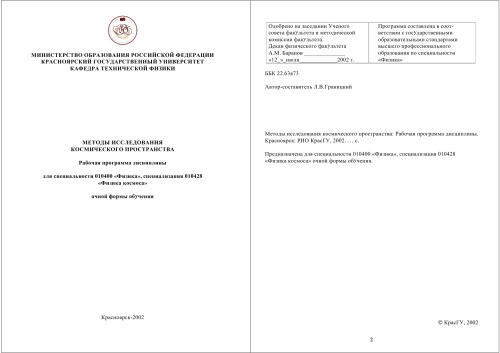 МИНИСТЕРСТВО ОБРАЗОВАНИЯ РОССИЙСКОЙ ФЕДЕРАЦИИ
КРАСНОЯРСКИЙ ГОСУДАРСТВЕННЫЙ УНИВЕРСИТЕТ
КАФЕДРА ТЕХНИЧЕСКОЙ ФИЗИКИ
МЕТОДЫ ИССЛЕДОВАНИЯ
КОСМИЧЕСКОГО ПРОСТРАНСТВА
Рабочая программа дисциплины
для специальности 010400 «Физика», специализации 010428
«Физика космоса»
очной формы обучения
Красноярск-2002
Одобрено на заседании Ученого
совета факультета и методической
комиссии факультета.
Декан физического факультета
А.М. Баранов ______________
«12_»_июля____________2002 г.
Программа составлена в соот-
ветствии с государственными
образовательными стандартами
высшего профессионального
образования по специальности
«Физика»
ББК 22.63я73
Автор-составитель Л.В.Границкий
Методы исследования космического пространства: Рабочая программа дисциплины.
Красноярск: РИО КрасГУ, 2002. … с.
Предназначена для специальности 010400 «Физика», специализации 010428
«Физика космоса» очной формы обучения.
© КрасГУ, 2002
2